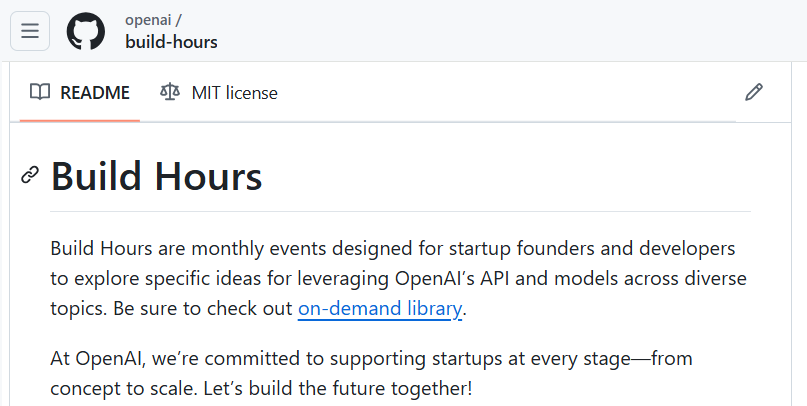 openai /
build-hours
README
MIT license
Build Hours
Build Hours are monthly events designed for startup founders and developers
to explore specific ideas for leveraging OpenAI’s API and models across diverse
topics. Be sure to check out on-demand library.
At OpenAI, we’re committed to supporting startups at every stage—from
concept to scale. Let’s build the future together!